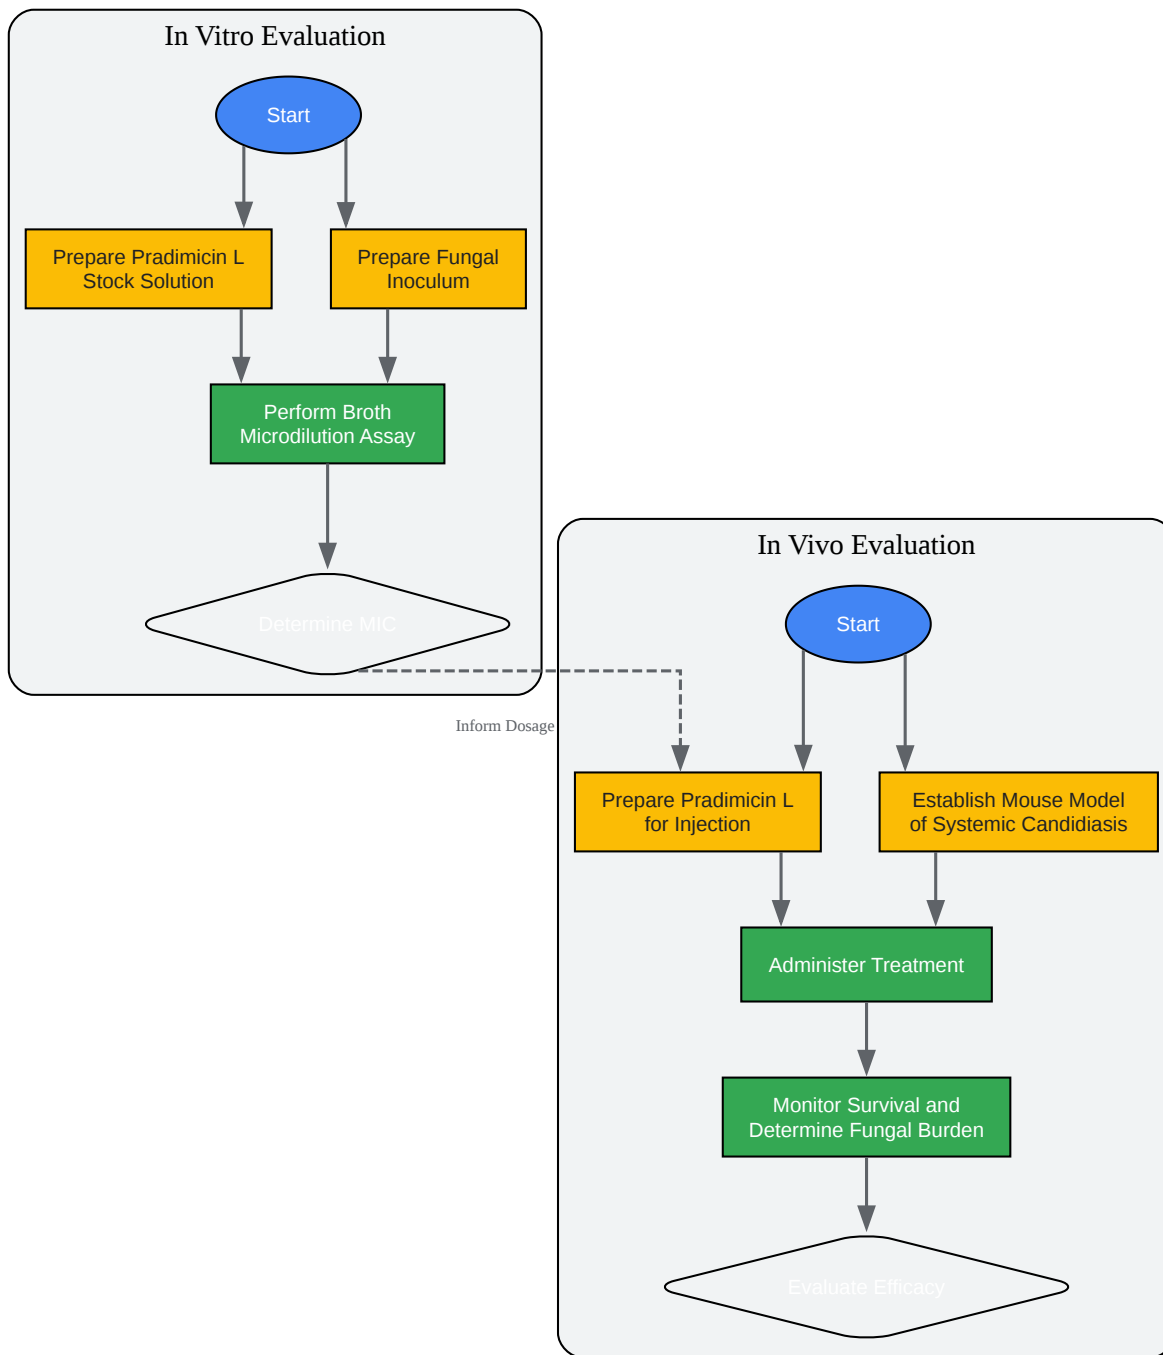 In Vitro Evaluation
Start
Prepare Pradimicin L
Stock Solution
Prepare Fungal
Inoculum
Perform Broth
Microdilution Assay
Determine MIC
Inform Dosage
In Vivo Evaluation
Start
Prepare Pradimicin L
for Injection
Establish Mouse Model
of Systemic Candidiasis
Administer Treatment
Monitor Survival and
Determine Fungal Burden
Evaluate Efficacy